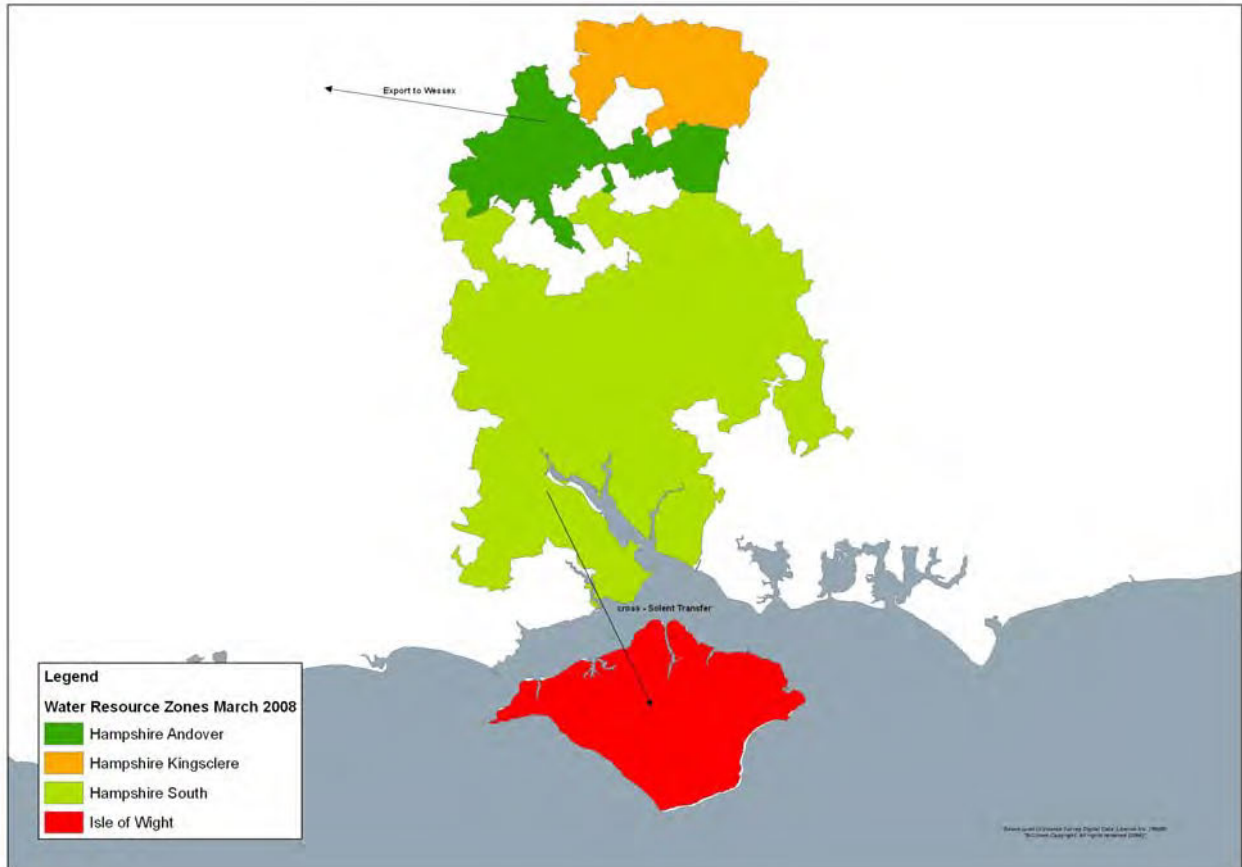 Export to Wessex
cross - Solent Transfer
Legend
Water Resource Zones March 2008
Hampshire Andover
Hampshire Kingsclere
Hampshire South
Isle of Wight